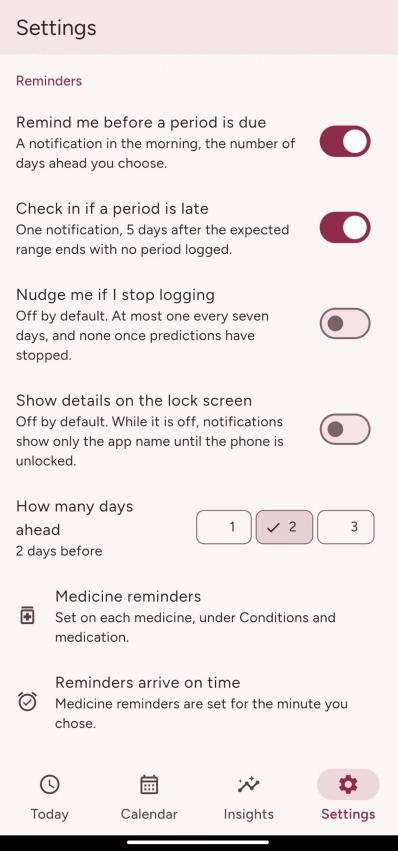 Settings
Reminders
Remind me before a period is due
A notification in the morning, the number of
days ahead you choose.
Check in if a period is late
One notification, 5 days after the expected
range ends with no period logged.
Nudge me if I stop logging
Off by default. At most one every seven
days, and none once predictions have
stopped.
Show details on the lock screen
Off by default. While it is off, notifications
show only the app name until the phone is
unlocked.
How many days
ahead
2 days before
1 2 3
Medicine reminders
Set on each medicine, under Conditions and
medication.
Reminders arrive on time
Medicine reminders are set for the minute you
chose.
Today Calendar Insights Settings